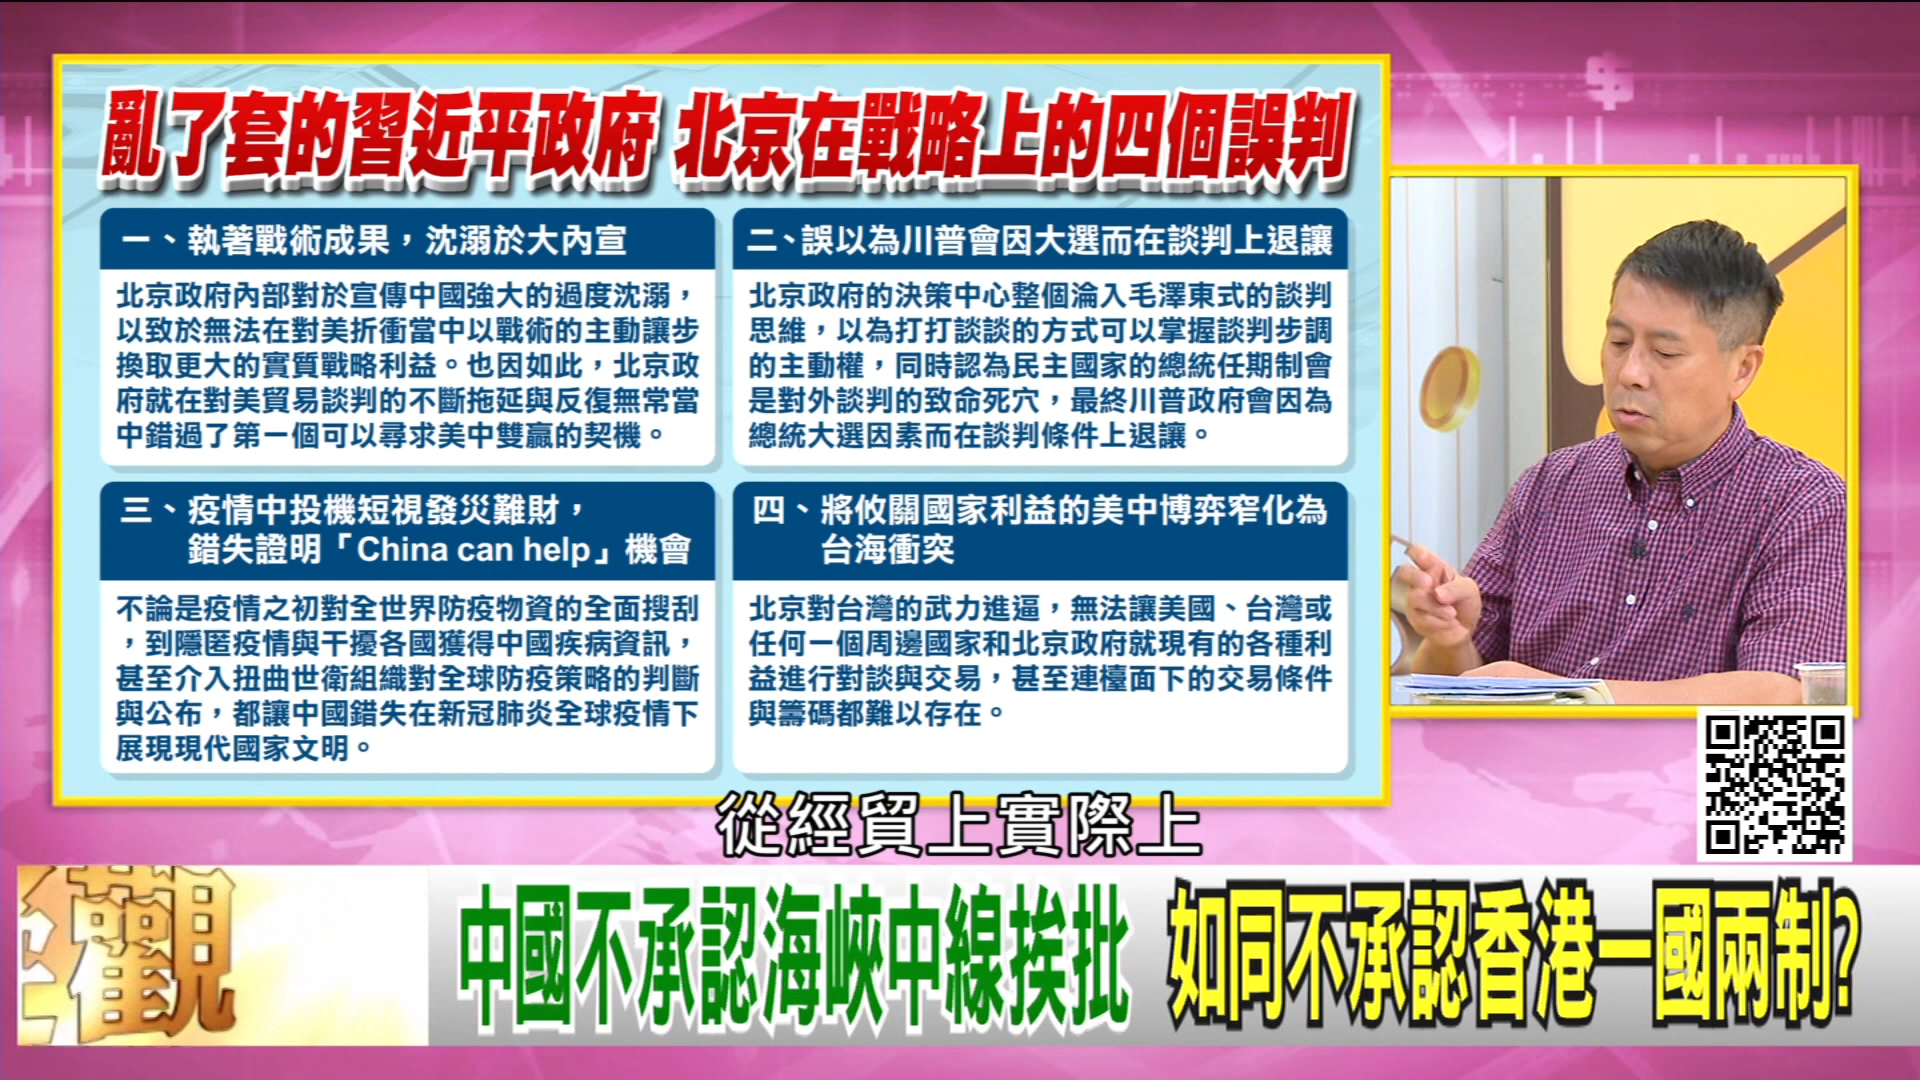 亂了套的習近平政府 北京在戰略上的四個誤判
一、執著戰術成果，沈溺於大內宣
北京政府內部對於宣傳中國強大的過度沈溺，
以致於無法在對美折衝當中以戰術的主動讓步
換取更大的實質戰略利益。也因如此，北京政
府就在對美貿易談判的不斷拖延與反復無常當
中錯過了第一個可以尋求美中雙贏的契機。
二、誤以為川普會因大選而在談判上退讓
北京政府的決策中心整個淪入毛澤東式的談判
思維，以為打打談談的方式可以掌握談判步調
的主動權，同時認為民主國家的總統任期制會
是對外談判的致命死穴，最終川普政府會因為
總統大選因素而在談判條件上退讓。
三、疫情中投機短視發災難財，
錯失證明「China can help」機會
不論是疫情之初對全世界防疫物資的全面搜刮
，到隱匿疫情與干擾各國獲得中國疾病資訊，
甚至介入扭曲世衛組織對全球防疫策略的判斷
與公布，都讓中國錯失在新冠肺炎全球疫情下
展現現代國家文明。
四、將攸關國家利益的美中博弈窄化為
台海衝突
北京對台灣的武力進逼，無法讓美國、台灣或
任何一個周邊國家和北京政府就現有的各種利
益進行對談與交易，甚至連檯面下的交易條件
與籌碼都難以存在。
從經貿上實際上
觀
中國不承認海峽中線挨批 如同不承認香港一國兩制?